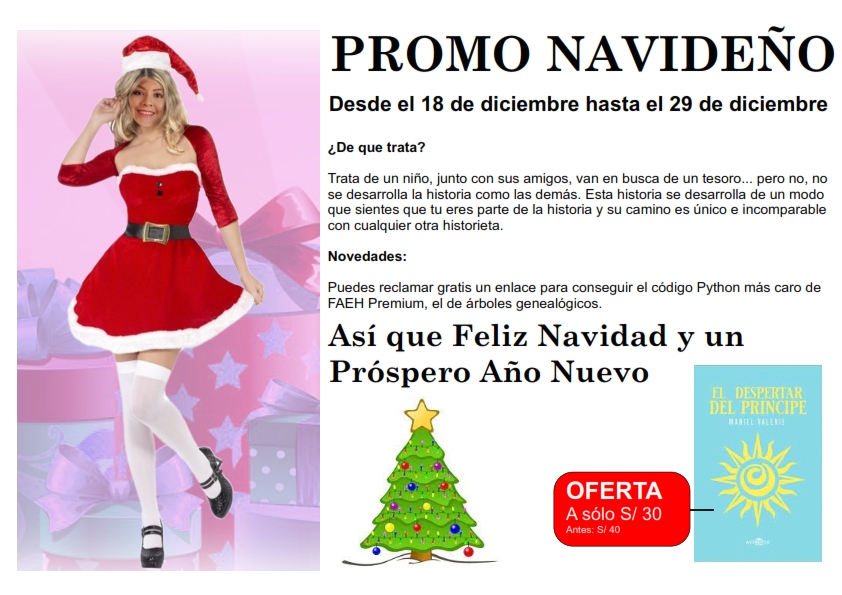 PROMO NAVIDEÑO
Desde el 18 de diciembre hasta el 29 de diciembre
¿De que trata?
Trata de un niño, junto con sus amigos, van en busca de un tesoro... pero no, no
se desarrolla la historia como las demás. Esta historia se desarrolla de un modo
que sientes que tu eres parte de la historia y su camino es único e incomparable
con cualquier otra historieta.
Novedades:
Puedes reclamar gratis un enlace para conseguir el código Python más caro de
FAEH Premium, el de árboles genealógicos.
Así que Feliz Navidad y un
Próspero Año Nuevo
EL DESPERTAR
DEL PRINCIPE
MARIEL VALERIE
OFERTA
A sólo S/ 30
Antes: S/ 40